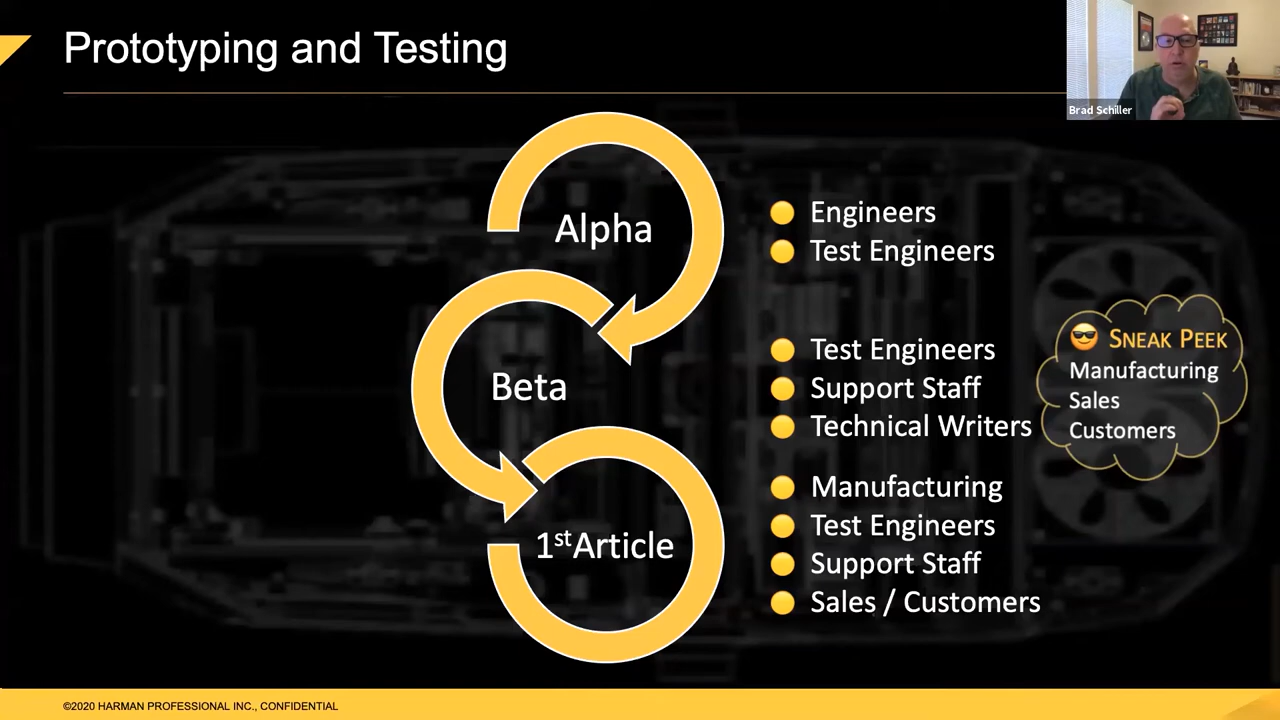 Prototyping and Testing
Brad Schiller
Alpha
Engineers
Test Engineers
Beta
Test Engineers
Support Staff
Technical Writers
SNEAK PEEK
Manufacturing
Sales
Customers
1st Article
Manufacturing
Test Engineers
Support Staff
Sales / Customers
©2020 HARMAN PROFESSIONAL INC., CONFIDENTIAL